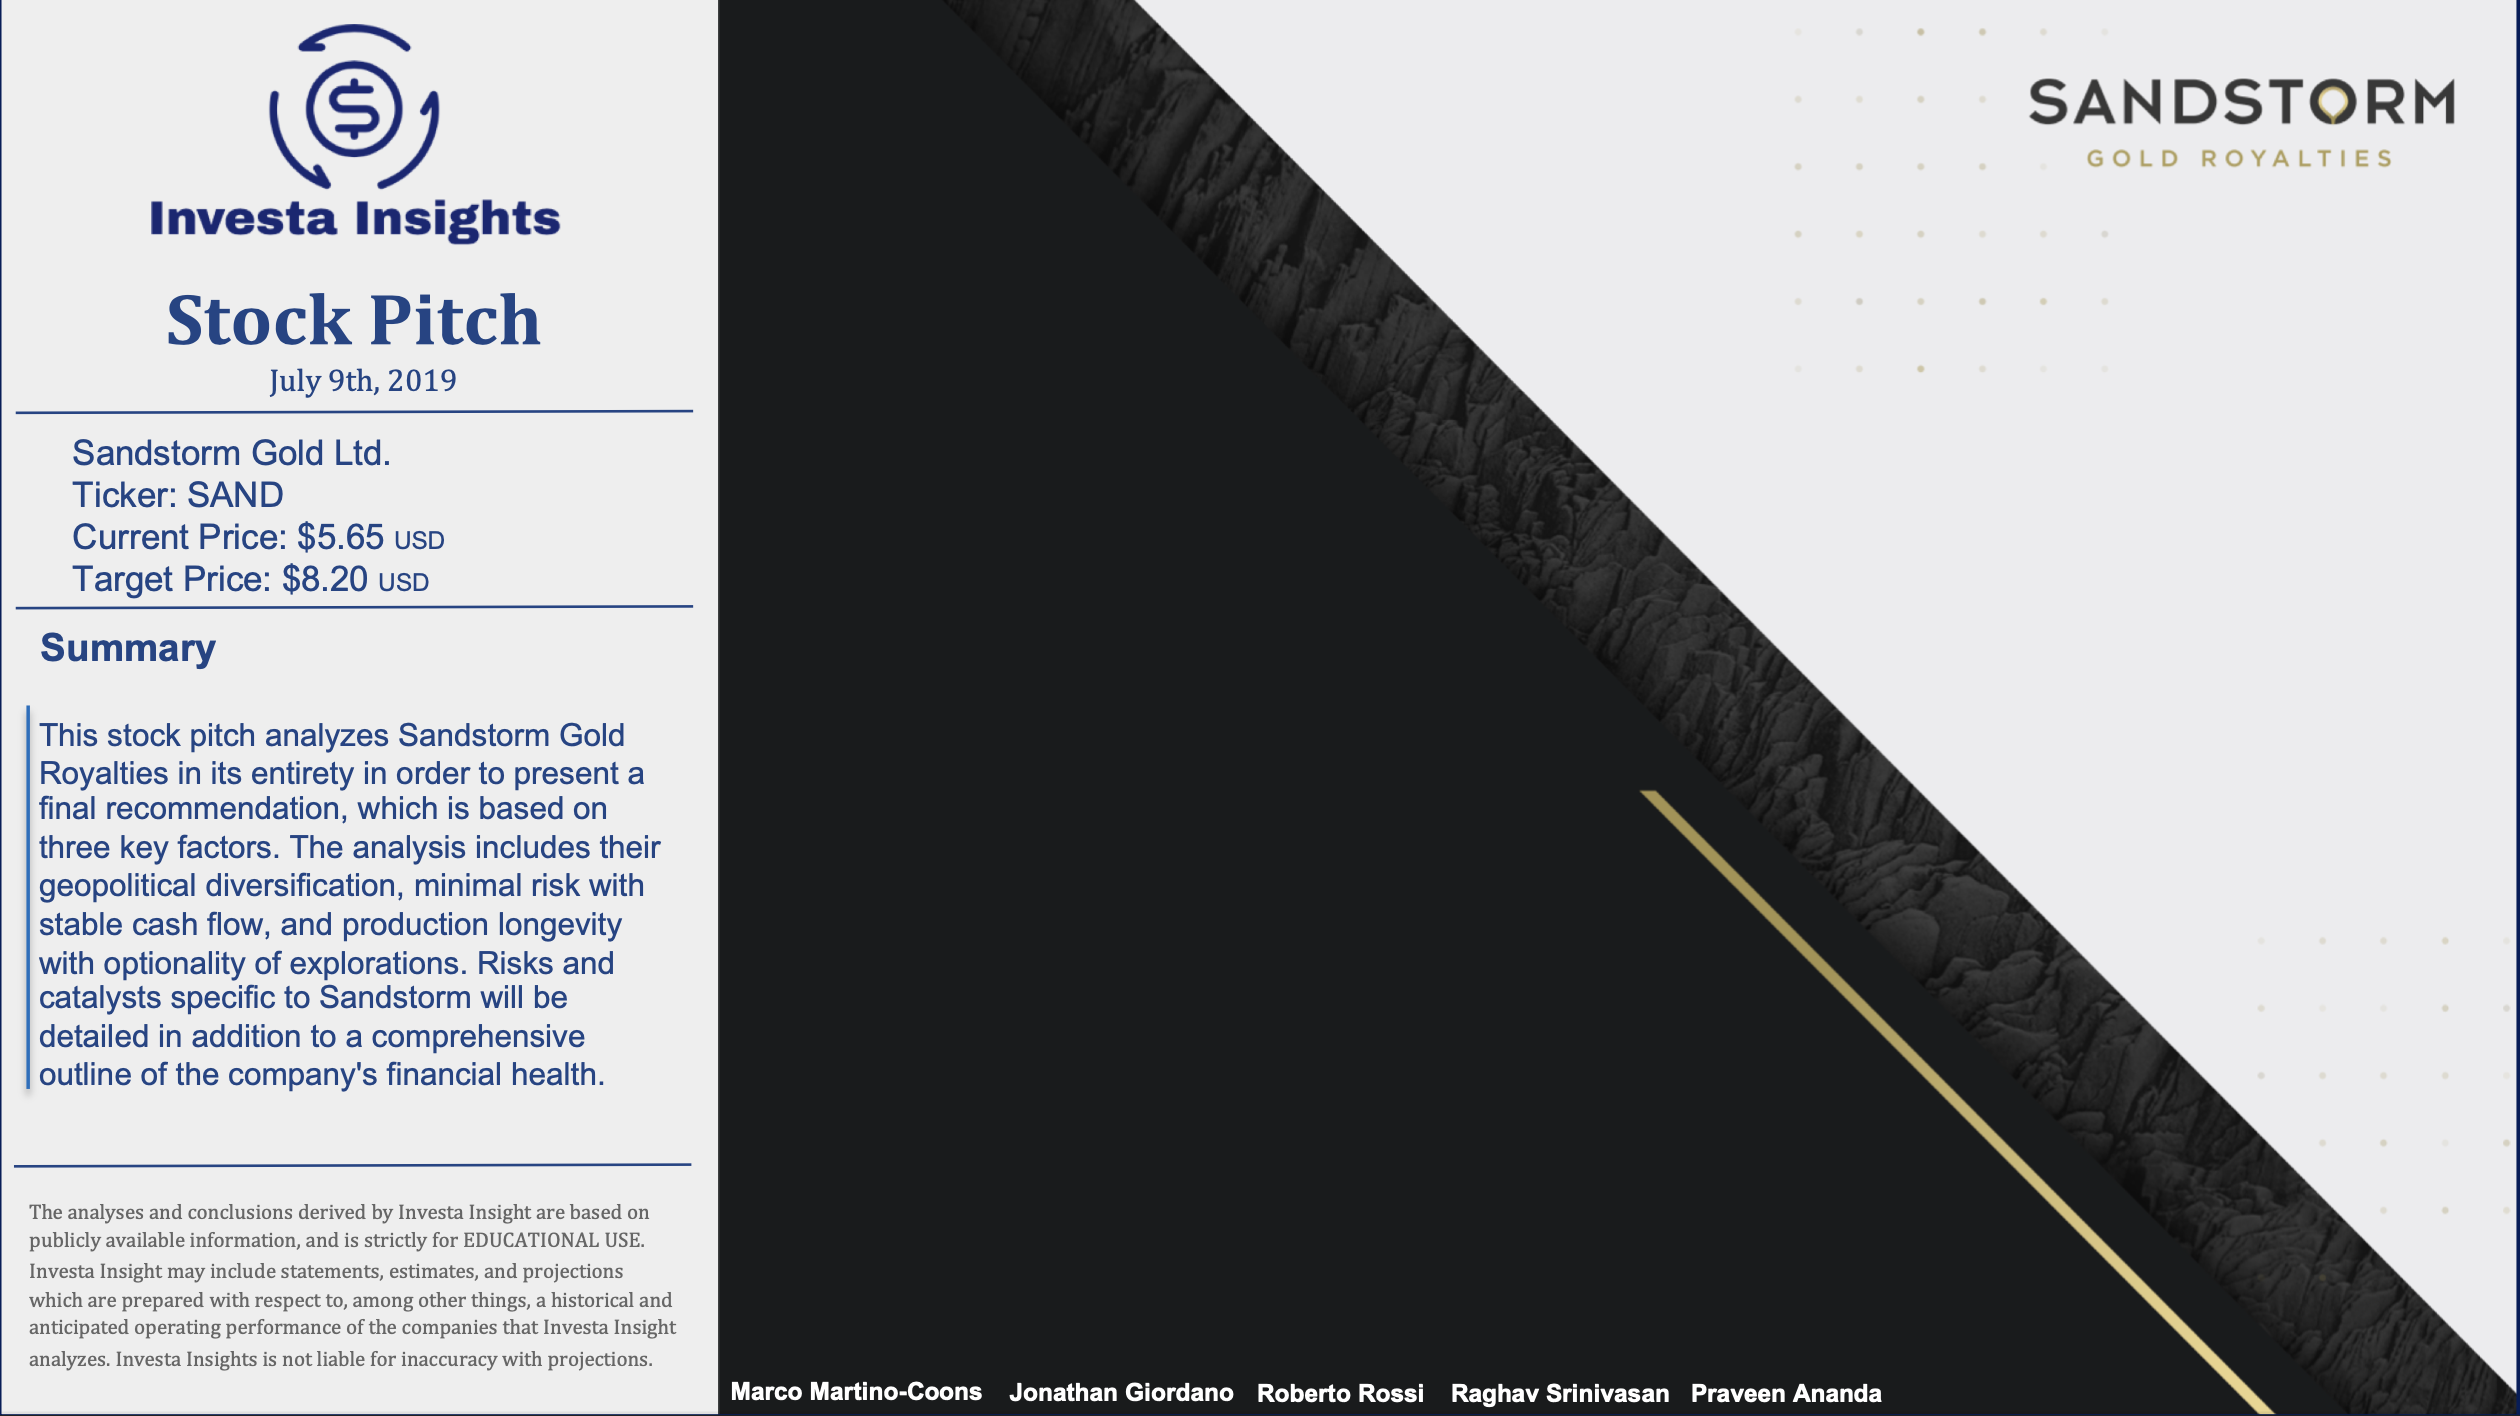 Investa Insights
Stock Pitch
July 9th, 2019
Sandstorm Gold Ltd.
Ticker: SAND
Current Price: $5.65 USD
Target Price: $8.20 USD
Summary
This stock pitch analyzes Sandstorm Gold
Royalties in its entirety in order to present a
final recommendation, which is based on
three key factors. The analysis includes their
geopolitical diversification, minimal risk with
stable cash flow, and production longevity
with optionality of explorations. Risks and
catalysts specific to Sandstorm will be
detailed in addition to a comprehensive
outline of the company's financial health.
The analyses and conclusions derived by Investa Insight are based on
publicly available information, and is strictly for EDUCATIONAL USE.
Investa Insight may include statements, estimates, and projections
which are prepared with respect to, among other things, a historical and
anticipated operating performance of the companies that Investa Insight
analyzes. Investa Insights is not liable for inaccuracy with projections.
SANDSTORM
GOLD ROYALTIES
Marco Martino-Coons Jonathan Giordano Roberto Rossi Raghav Srinivasan Praveen Ananda